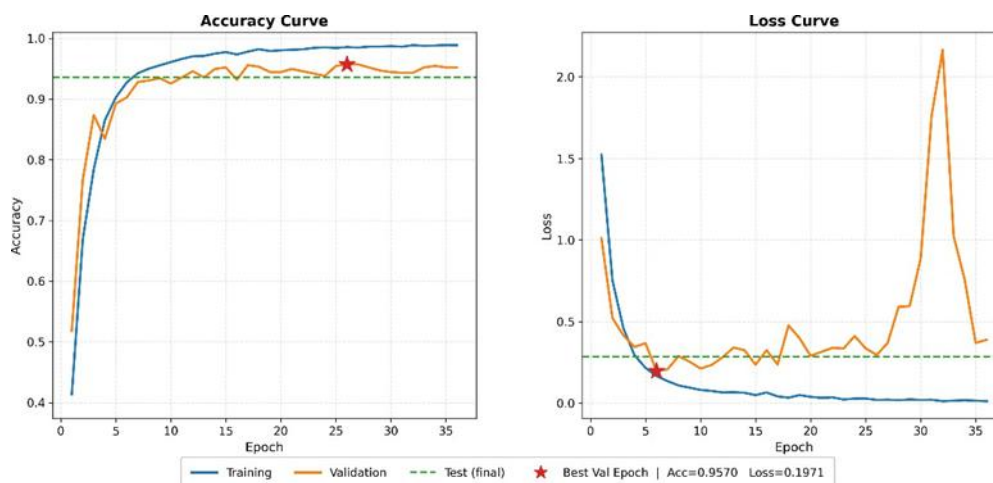 Accuracy Curve
1.0
0.9
0.8
0.7
0.6
0.5
0.4
Accuracy
0 5 10 15 20 25 30 35
Epoch
Loss Curve
2.0
1.5
1.0
0.5
0.0
Loss
0 5 10 15 20 25 30 35
Epoch
Training Validation Test (final) Best Val Epoch | Acc=0.9570 Loss=0.1971